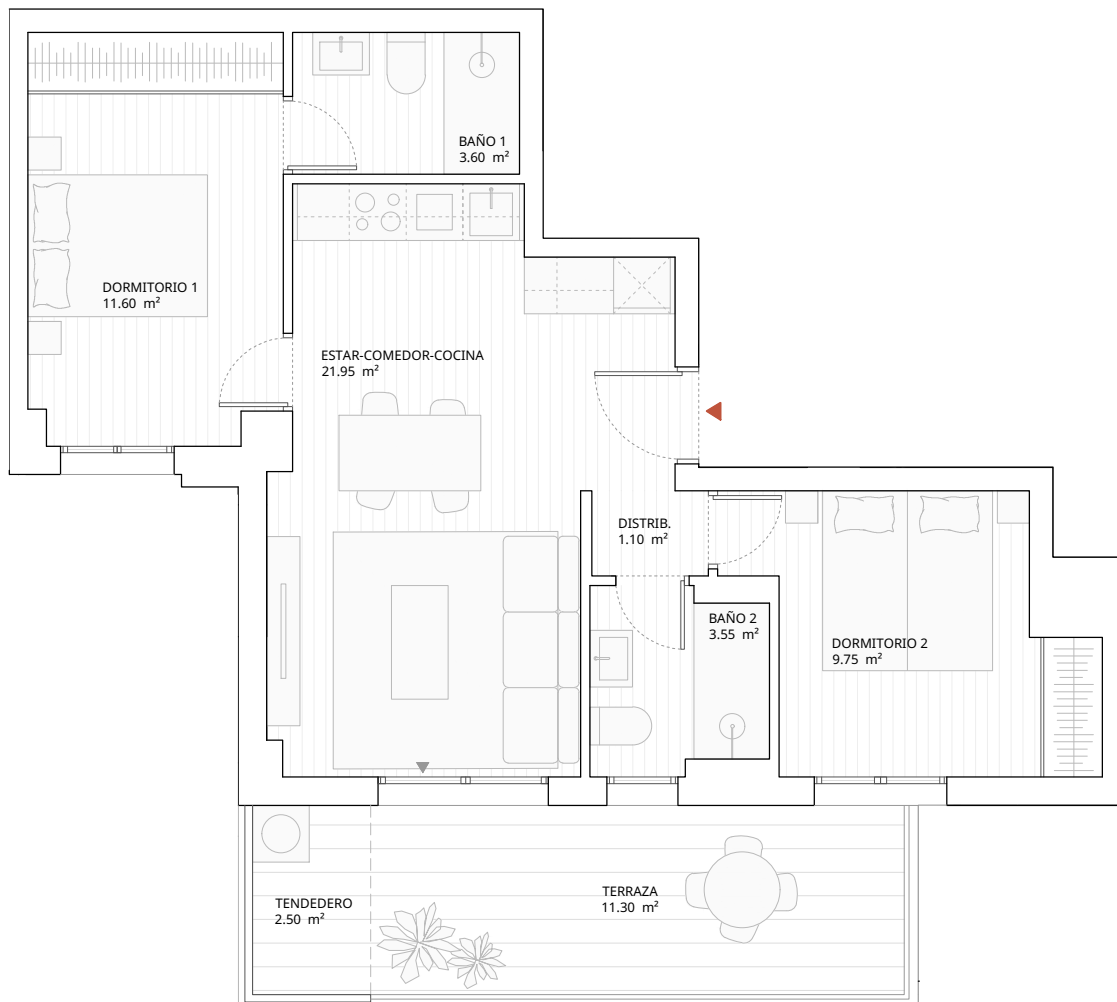 BAÑO 1
3.60 m²
DORMITORIO 1
11.60 m²
ESTAR-COMEDOR-COCINA
21.95 m²
DISTRIB.
1.10 m²
BAÑO 2
3.55 m²
DORMITORIO 2
9.75 m²
TENDEDERO
2.50 m²
TERRAZA
11.30 m²